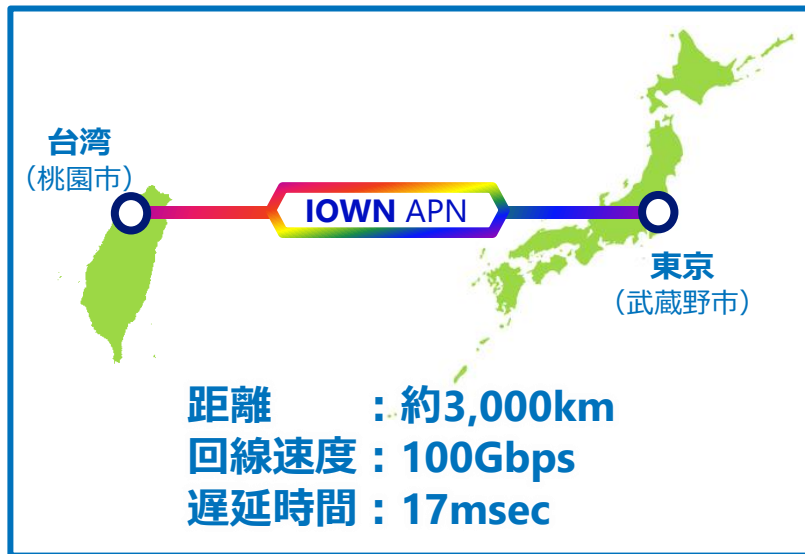 台湾
（桃園市）
IOWN APN
東京
（武蔵野市）
距離　　　：約3,000km
回線速度：100Gbps
遅延時間：17msec